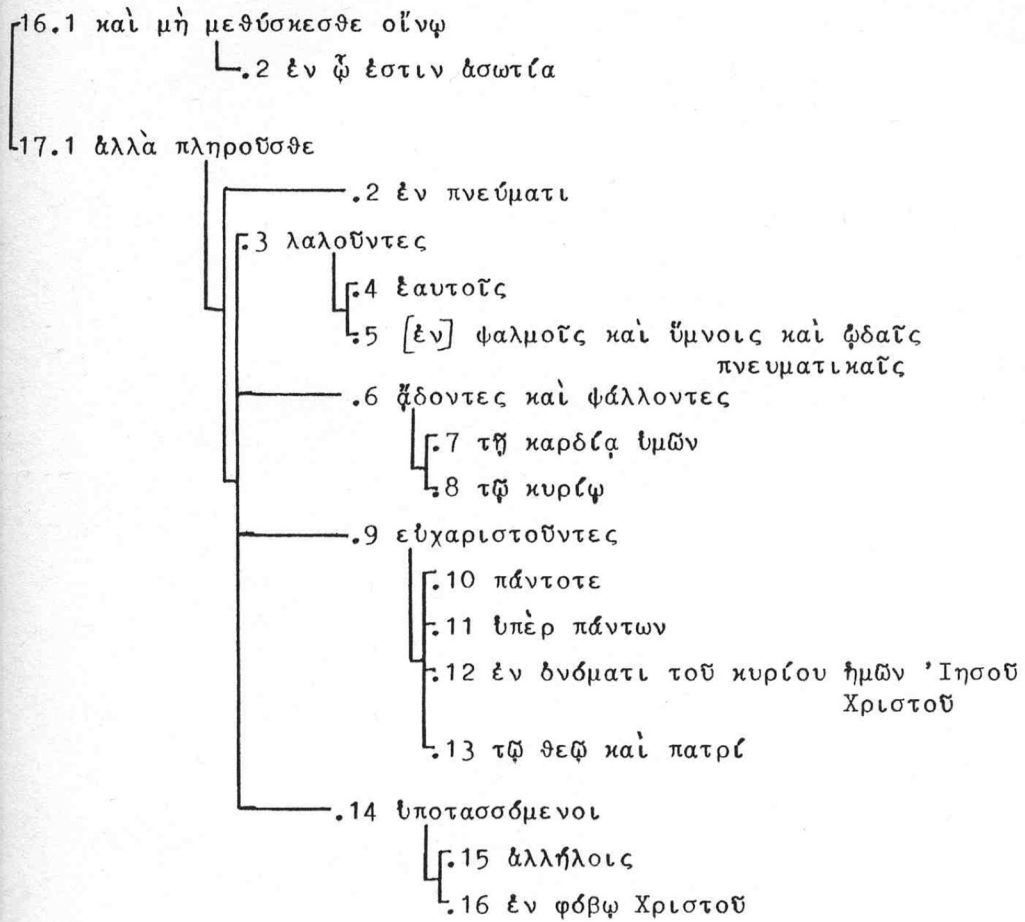 16.1 καὶ μὴ μεθύσκεσθε οἴνῳ
.2 ἐν ᾧ ἐστιν ἀσωτία
17.1 ἀλλὰ πληροῦσθε
.2 ἐν πνεύματι
.3 λαλοῦντες
.4 ἑαυτοῖς
.5 [ἐν] ψαλμοῖς καὶ ὕμνοις καὶ ᾠδαῖς
πνευματικαῖς
.6 ᾄδοντες καὶ ψάλλοντες
.7 τῇ καρδίᾳ ὑμῶν
.8 τῷ κυρίῳ
.9 εὐχαριστοῦντες
.10 πάντοτε
.11 ὑπὲρ πάντων
.12 ἐν ὀνόματι τοῦ κυρίου ἡμῶν Ἰησοῦ
Χριστοῦ
.13 τῷ θεῷ καὶ πατρί
.14 ὑποτασσόμενοι
.15 ἀλλήλοις
.16 ἐν φόβῳ Χριστοῦ